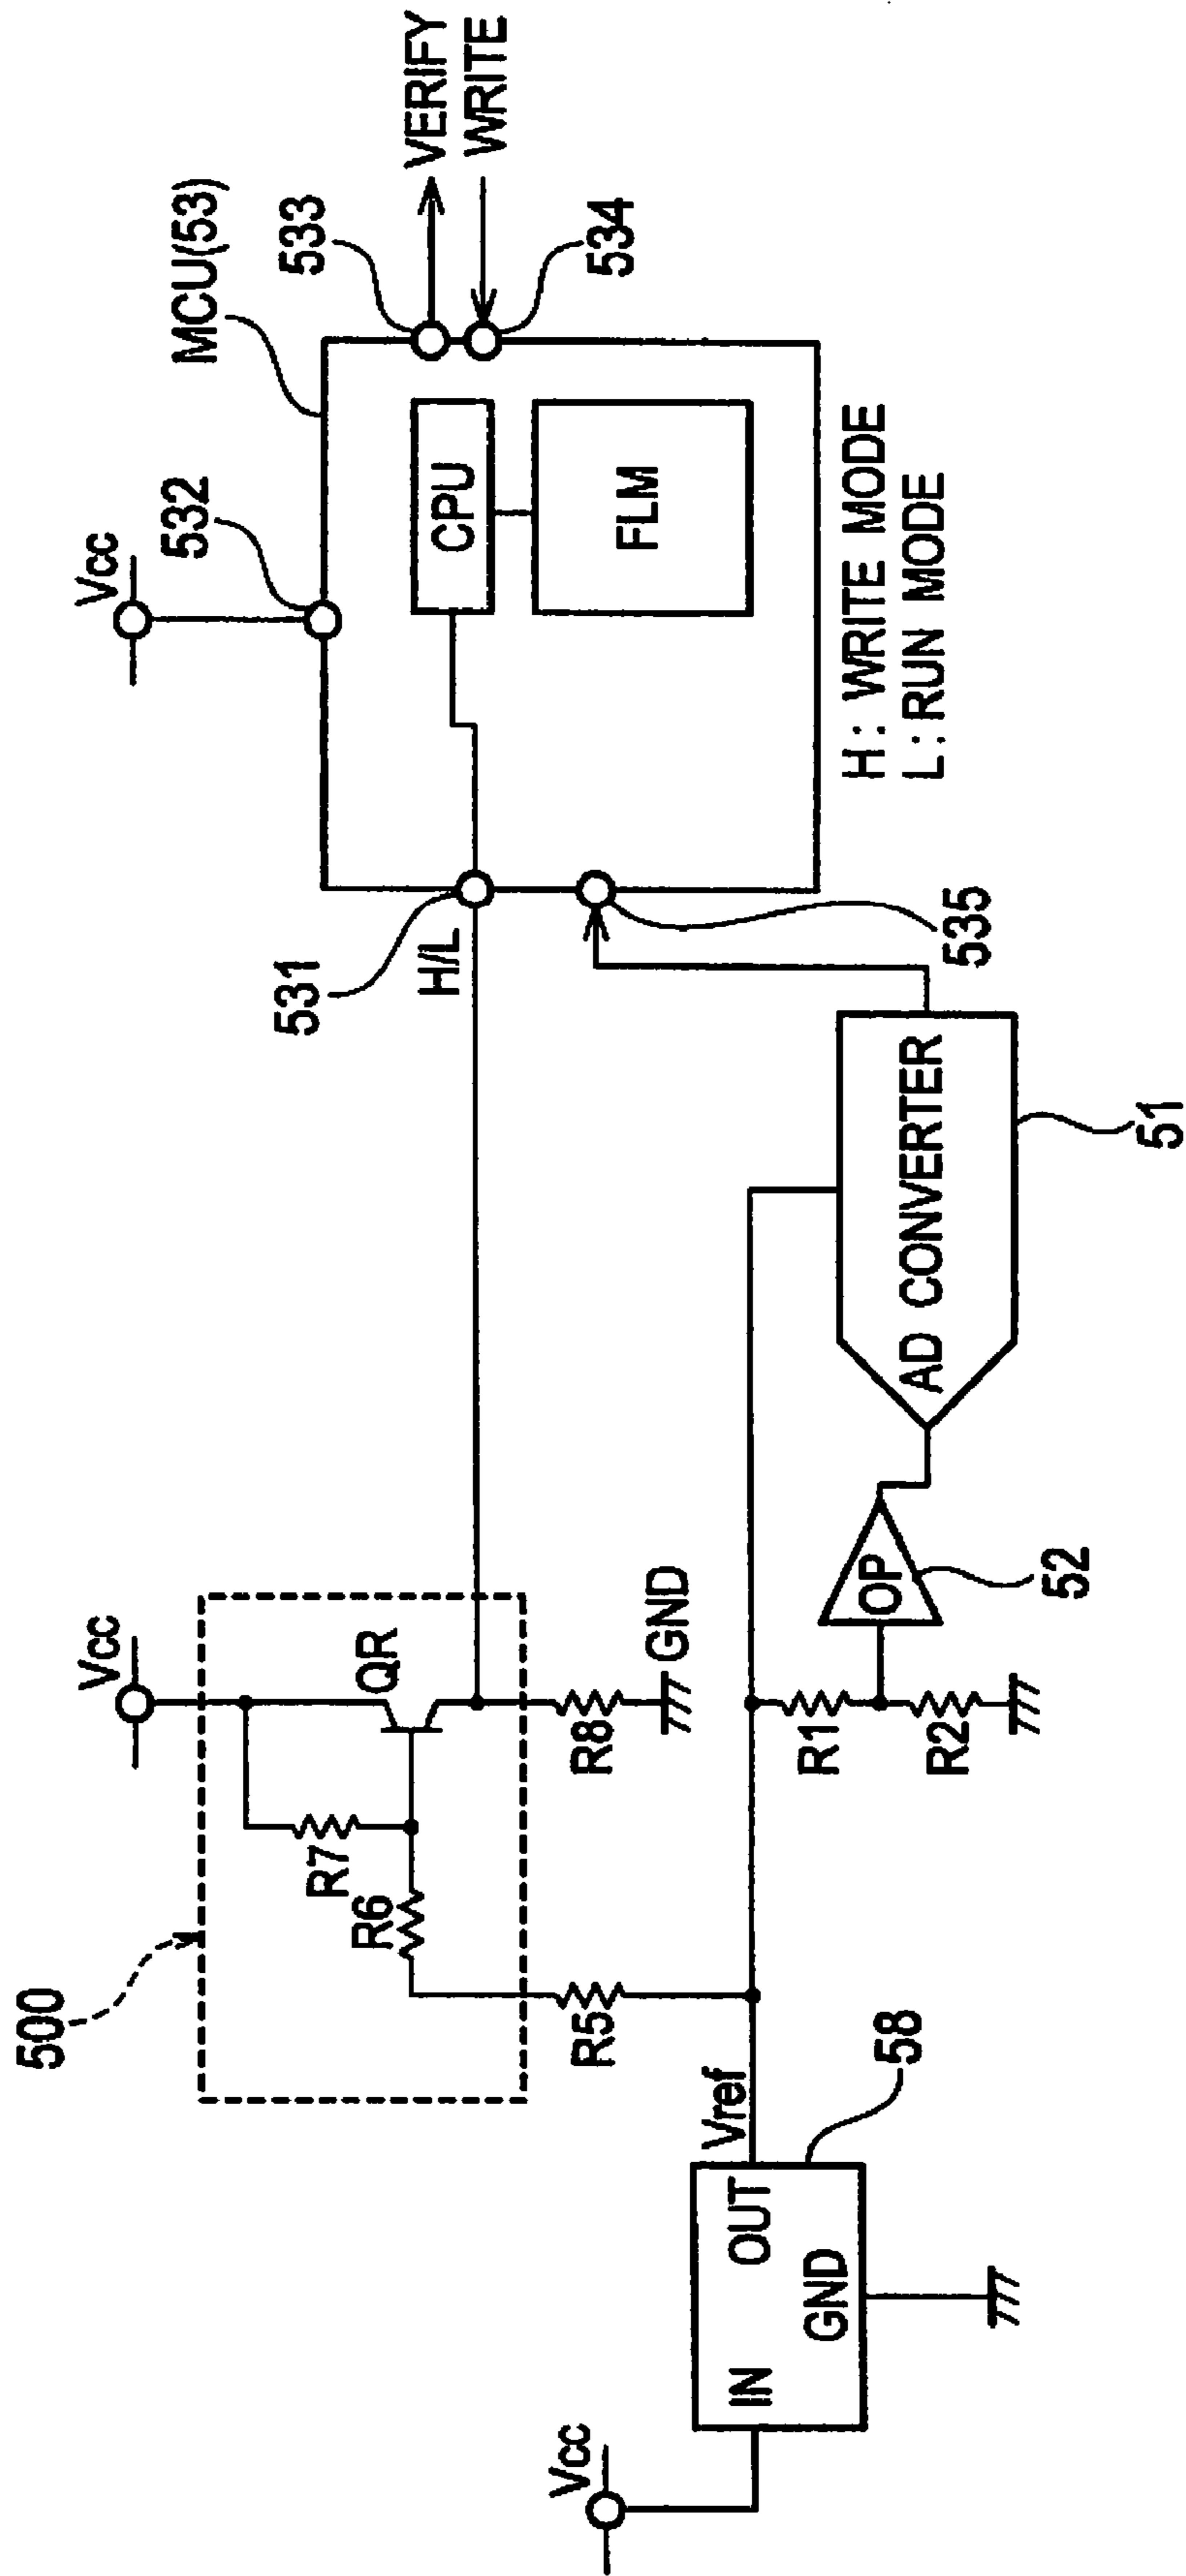 500
Vcc
R7
R6
QR
R5
R8
GND
Vcc
IN
OUT
GND
Vref
58
R1
R2
OP
52
AD CONVERTER
51
531
H/L
535
Vcc
532
MCU(53)
CPU
FLM
533
534
VERIFY
WRITE
H : WRITE MODE
L : RUN MODE